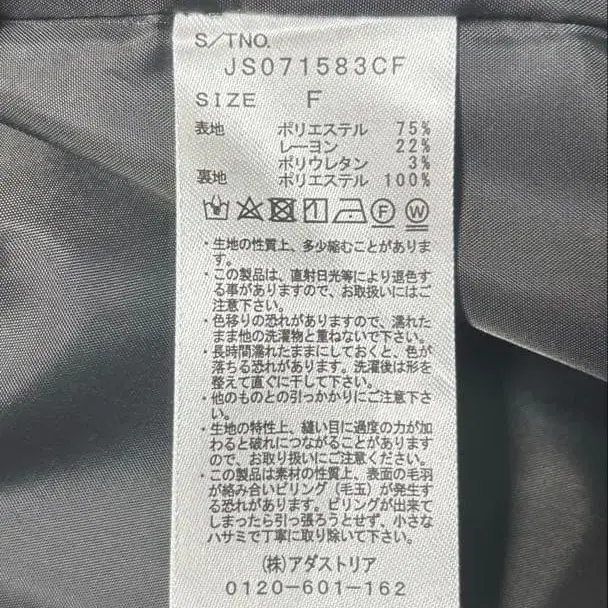 S/TNO.
JS071583CF
SIZE F
表地 ポリエステル 75%
レーヨン 22%
ポリウレタン 3%
裏地 ポリエステル 100%
・生地の性質上、多少縮むことがありま
す。
・この製品は、直射日光等により退色す
る事がありますので、お取扱いにはご
注意下さい。
・色移りの恐れがありますので、濡れた
まま他の洗濯物と重ねないで下さい。
・長時間濡れたままにしておくと、色が
落ちる恐れがあります。洗濯後は形を
整えて直ぐに干して下さい。
・他のものとの引っかかりにご注意下さ
い。
・生地の特性上、縫い目に過度の力が加
わると破れにつながることがあります
ので、お取り扱いにご注意ください。
・この製品は素材の性質上、表面の毛羽
が絡み合いピリング(毛玉)が発生す
る恐れがあります。ピリングが出来て
しまったら引っ張ろうとせず、小さな
ハサミで丁寧に取り除いて下さい。
(株)アダストリア
0120-601-162